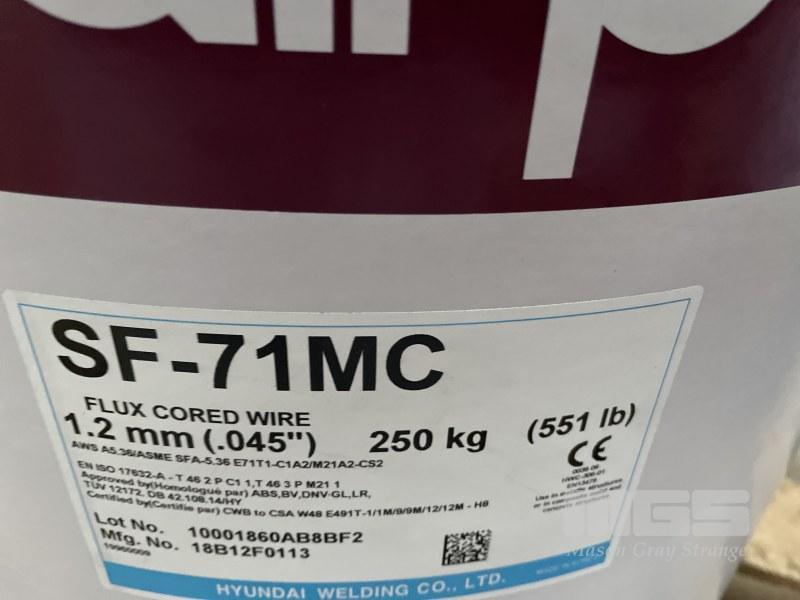 SF-71MC
FLUX CORED WIRE
1.2 mm (.045") 250 kg (551 lb)
AWS A5.36/ASME SFA-5.36 E71T1-C1A2/M21A2-CS2
EN ISO 17632-A - T 46 2 P C1 1,T 46 3 P M21 1
Approved by(Homologué par) ABS,BV,DNV-GL,LR,
TÜV 12172, DB 42.108.14/HY
Certified by(Certifié par) CWB to CSA W48 E491T-1/1M/9/9M/12/12M - H8
CE
Lot No. 10001860AB8BF2
Mfg. No. 18B12F0113
HYUNDAI WELDING CO., LTD.
MGS
Mason Gray Strange